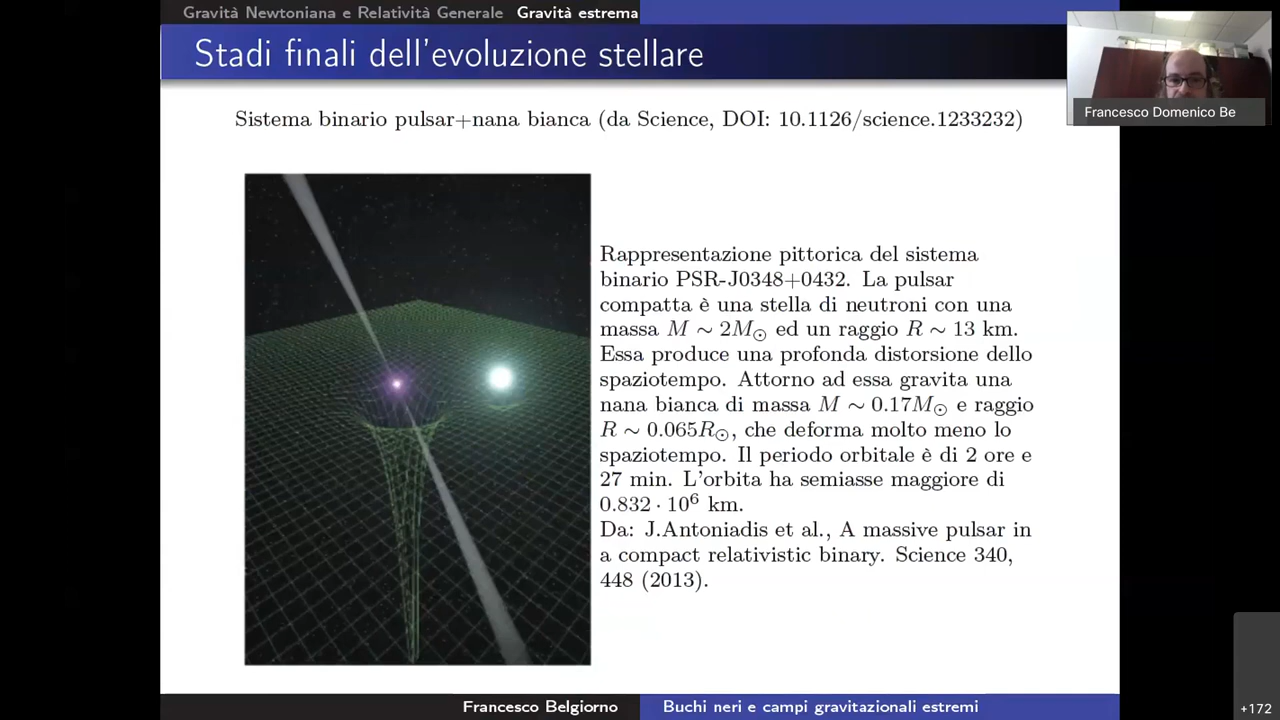 Gravità Newtoniana e Relatività Generale Gravità estrema
Stadi finali dell'evoluzione stellare
Francesco Domenico Be
Sistema binario pulsar+nana bianca (da Science, DOI: 10.1126/science.1233232)
Rappresentazione pittorica del sistema
binario PSR-J0348+0432. La pulsar
compatta è una stella di neutroni con una
massa M ∼ 2M⊙ ed un raggio R ∼ 13 km.
Essa produce una profonda distorsione dello
spaziotempo. Attorno ad essa gravita una
nana bianca di massa M ∼ 0.17M⊙ e raggio
R ∼ 0.065R⊙, che deforma molto meno lo
spaziotempo. Il periodo orbitale è di 2 ore e
27 min. L'orbita ha semiasse maggiore di
0.832 · 10⁶ km.
Da: J.Antoniadis et al., A massive pulsar in
a compact relativistic binary. Science 340,
448 (2013).
Francesco Belgiorno Buchi neri e campi gravitazionali estremi
+172